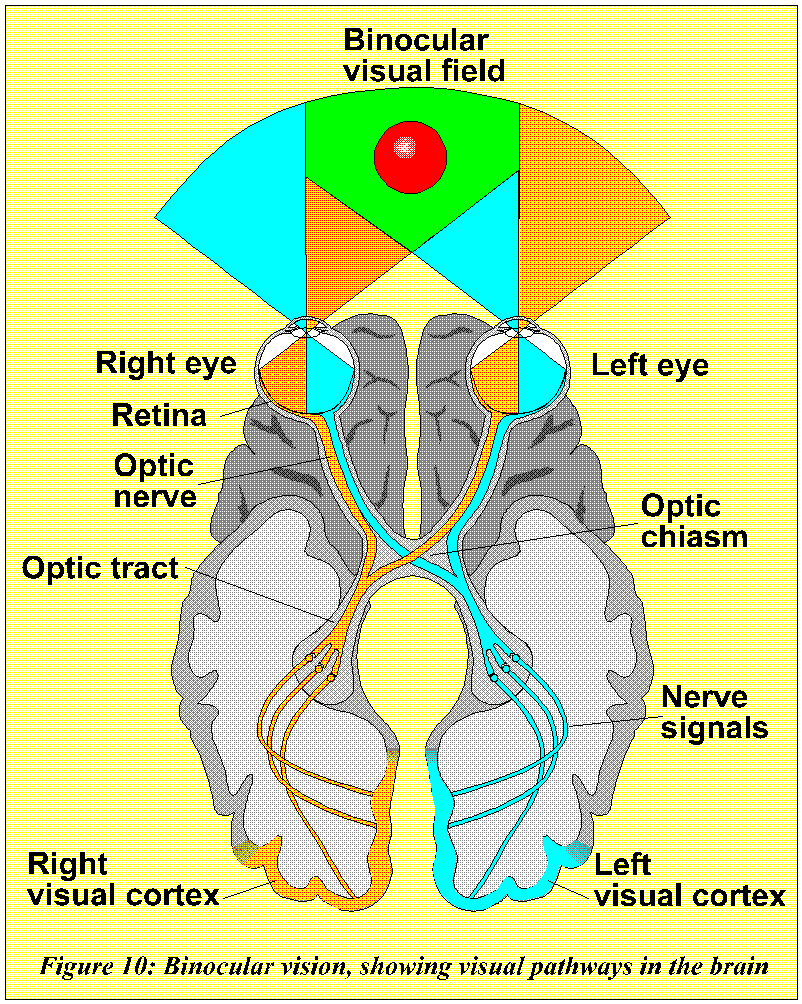 Binocular
visual field
Right eye
Left eye
Retina
Optic
nerve
Optic
chiasm
Optic tract
Nerve
signals
Right
visual cortex
Left
visual cortex
Figure 10: Binocular vision, showing visual pathways in the brain